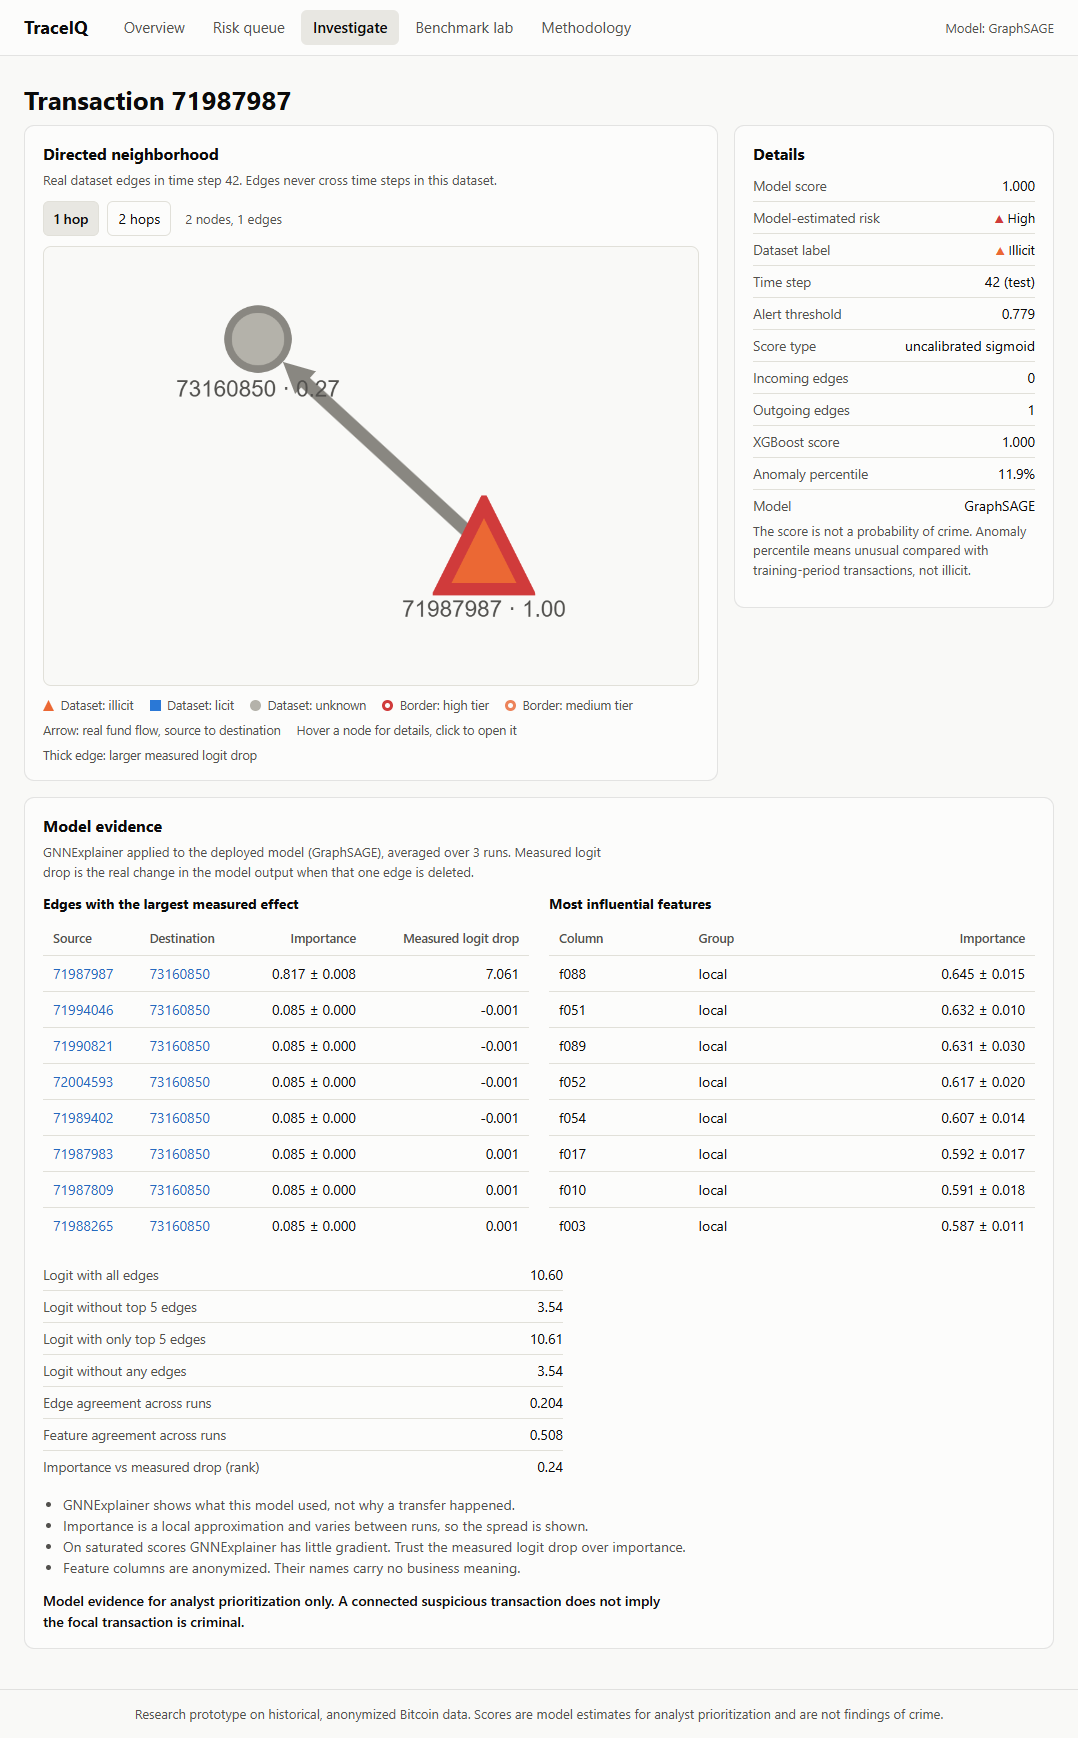 TraceIQ Overview Risk queue Investigate Benchmark lab Methodology Model: GraphSAGE
Transaction 71987987
Directed neighborhood
Real dataset edges in time step 42. Edges never cross time steps in this dataset.
1 hop 2 hops 2 nodes, 1 edges
73160850 · 0.27
71987987 · 1.00
Dataset: illicit Dataset: licit Dataset: unknown Border: high tier Border: medium tier
Arrow: real fund flow, source to destination Hover a node for details, click to open it
Thick edge: larger measured logit drop
Details
Model score 1.000
Model-estimated risk High
Dataset label Illicit
Time step 42 (test)
Alert threshold 0.779
Score type uncalibrated sigmoid
Incoming edges 0
Outgoing edges 1
XGBoost score 1.000
Anomaly percentile 11.9%
Model GraphSAGE
The score is not a probability of crime. Anomaly
percentile means unusual compared with
training-period transactions, not illicit.
Model evidence
GNNExplainer applied to the deployed model (GraphSAGE), averaged over 3 runs. Measured logit
drop is the real change in the model output when that one edge is deleted.
Edges with the largest measured effect
Source Destination Importance Measured logit drop
71987987 73160850 0.817 ± 0.008 7.061
71994046 73160850 0.085 ± 0.000 -0.001
71990821 73160850 0.085 ± 0.000 -0.001
72004593 73160850 0.085 ± 0.000 -0.001
71989402 73160850 0.085 ± 0.000 -0.001
71987983 73160850 0.085 ± 0.000 0.001
71987809 73160850 0.085 ± 0.000 0.001
71988265 73160850 0.085 ± 0.000 0.001
Most influential features
Column Group Importance
f088 local 0.645 ± 0.015
f051 local 0.632 ± 0.010
f089 local 0.631 ± 0.030
f052 local 0.617 ± 0.020
f054 local 0.607 ± 0.014
f017 local 0.592 ± 0.017
f010 local 0.591 ± 0.018
f003 local 0.587 ± 0.011
Logit with all edges 10.60
Logit without top 5 edges 3.54
Logit with only top 5 edges 10.61
Logit without any edges 3.54
Edge agreement across runs 0.204
Feature agreement across runs 0.508
Importance vs measured drop (rank) 0.24
• GNNExplainer shows what this model used, not why a transfer happened.
• Importance is a local approximation and varies between runs, so the spread is shown.
• On saturated scores GNNExplainer has little gradient. Trust the measured logit drop over importance.
• Feature columns are anonymized. Their names carry no business meaning.
Model evidence for analyst prioritization only. A connected suspicious transaction does not imply
the focal transaction is criminal.
Research prototype on historical, anonymized Bitcoin data. Scores are model estimates for analyst prioritization and are not findings of crime.